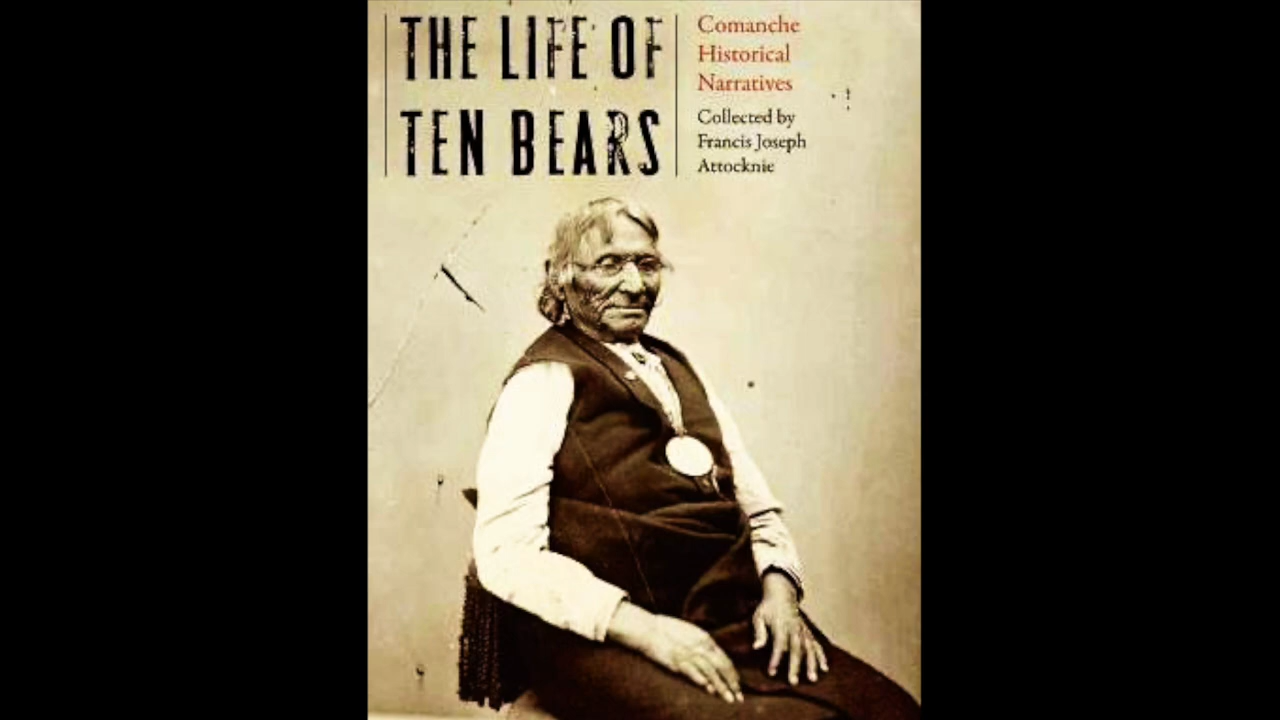 THE LIFE OF
TEN BEARS
Comanche
Historical
Narratives
Collected by
Francis Joseph
Attocknie